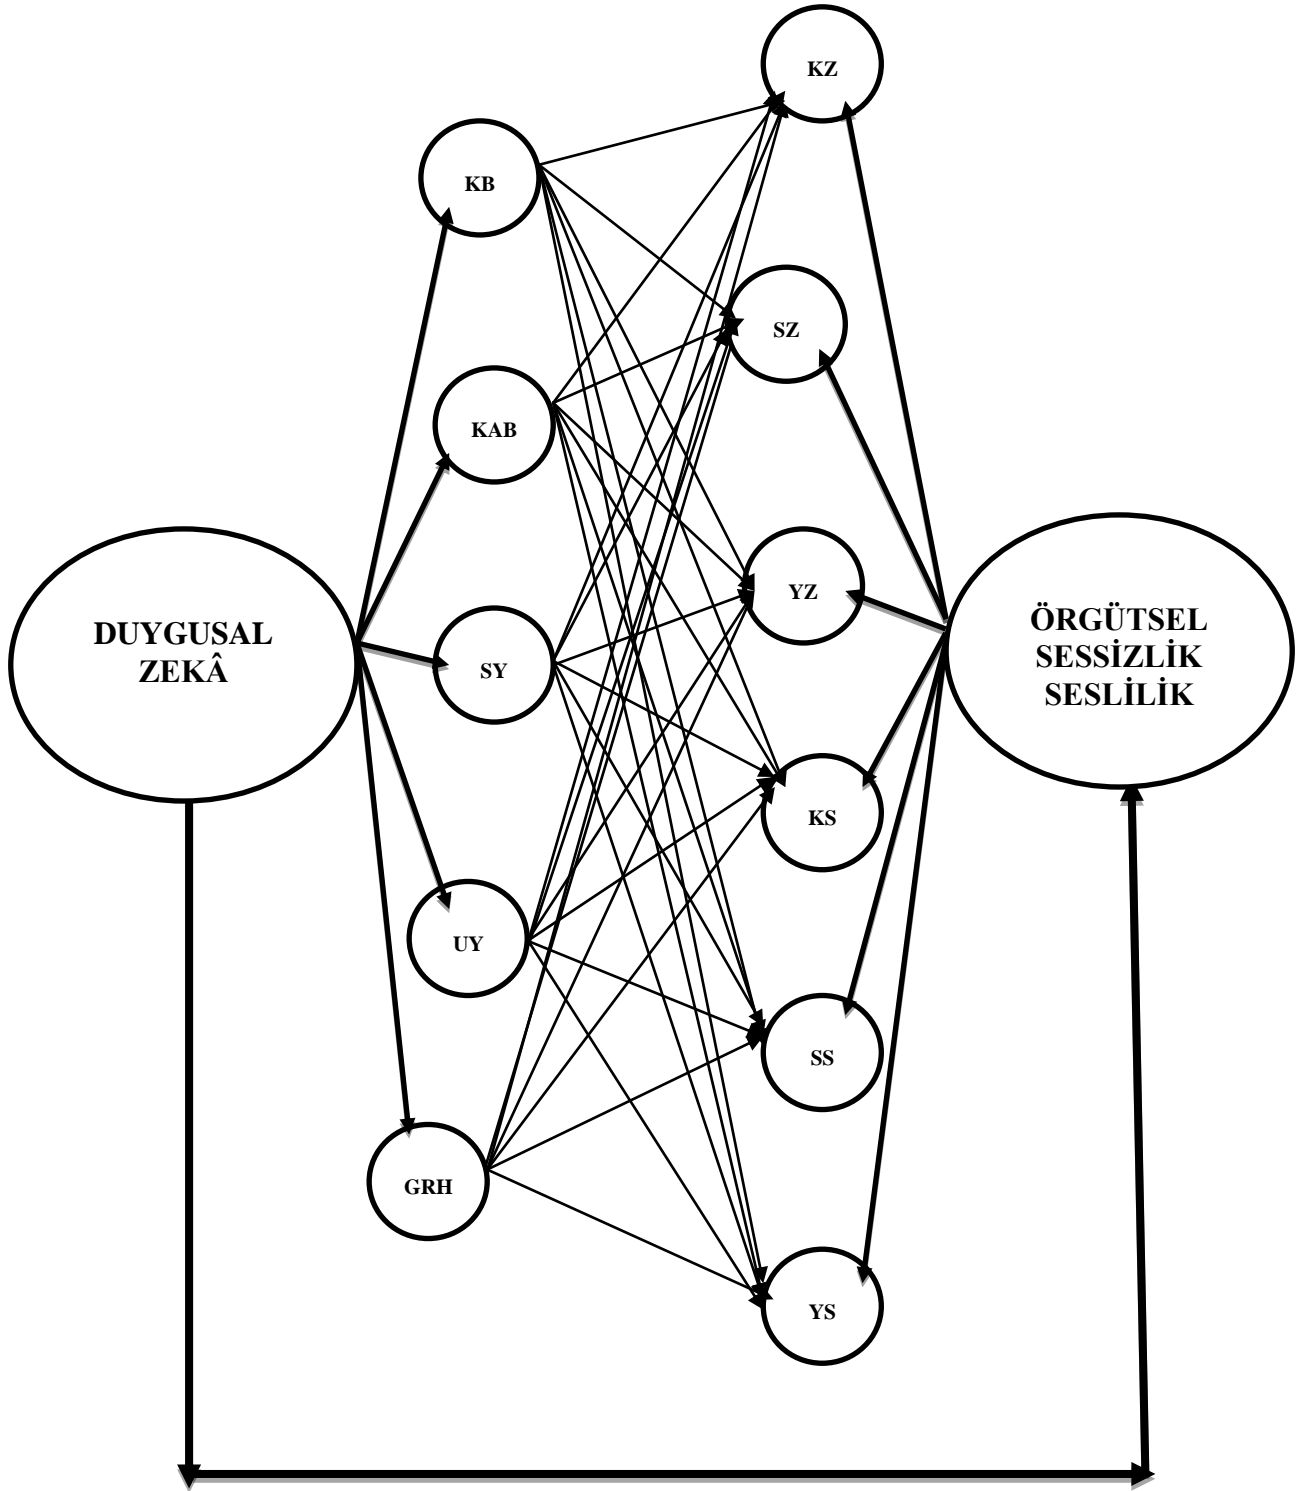 KZ
KB
SZ
KAB
YZ
DUYGUSAL
ZEKÂ
ÖRGÜTSEL
SESSİZLİK
SESLİLİK
SY
KS
UY
SS
GRH
YS